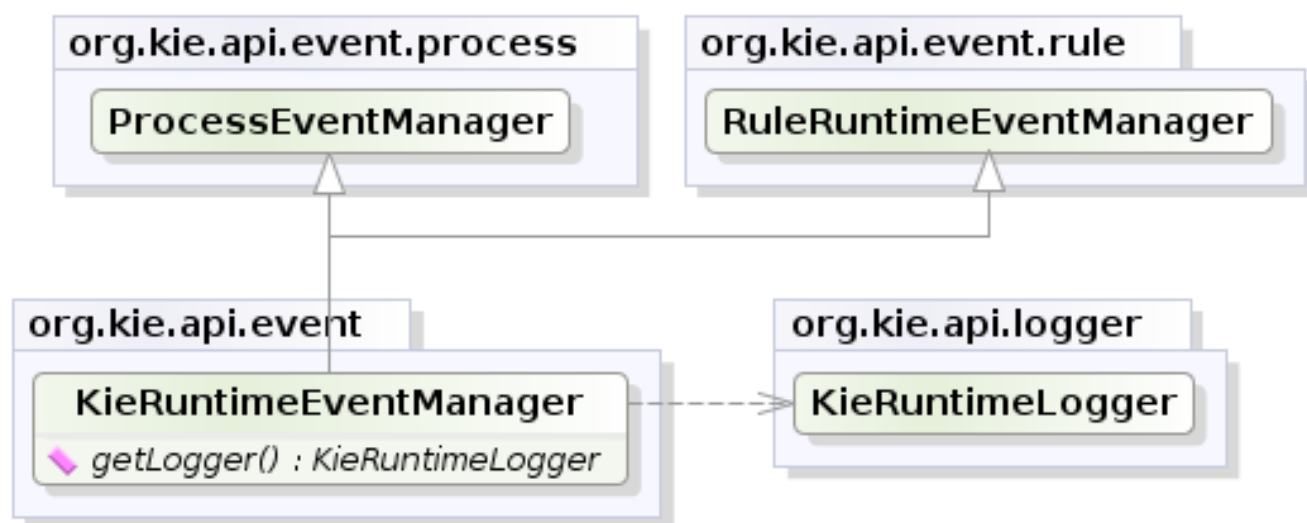 org.kie.api.event.process
ProcessEventManager
org.kie.api.event.rule
RuleRuntimeEventManager
org.kie.api.event
KieRuntimeEventManager
getLogger() : KieRuntimeLogger
org.kie.api.logger
KieRuntimeLogger